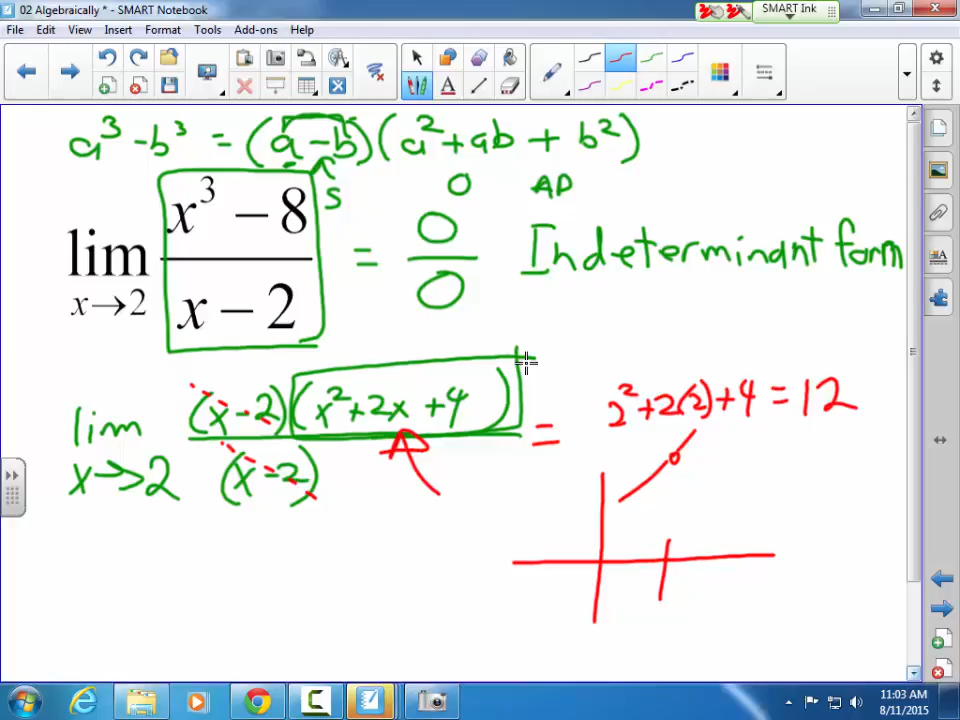 02 Algebraically * - SMART Notebook
SMART Ink
File Edit View Insert Format Tools Add-ons Help
a³ - b³ = (a - b)(a² + ab + b²)
S O AP
lim x→2 x³ − 8 / x − 2 = 0/0 Indeterminant form
lim x→2 (x-2)(x²+2x+4) / (x-2) = 2²+2(2)+4 = 12
11:03 AM
8/11/2015